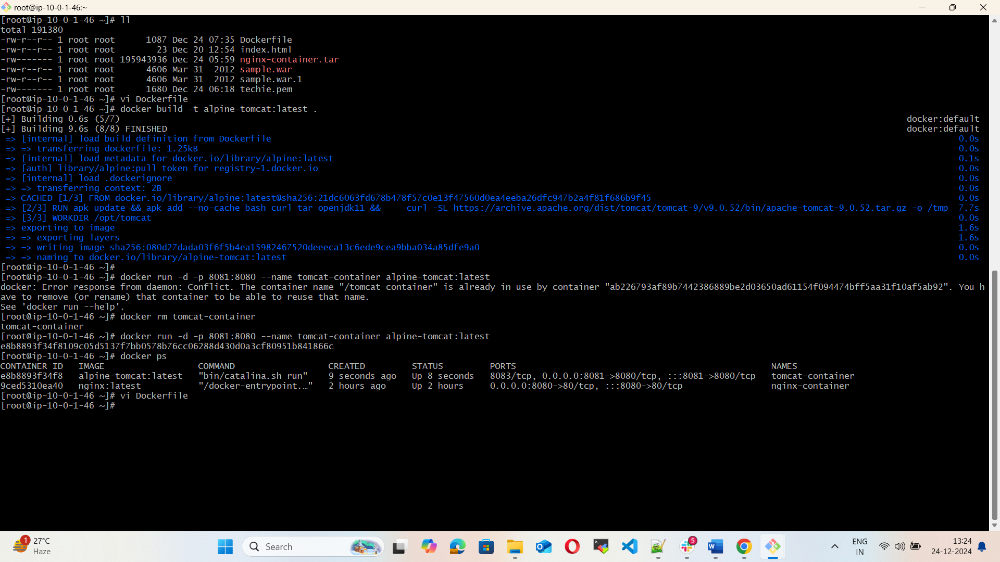 root@ip-10-0-1-46:~
[root@ip-10-0-1-46 ~]# ll
total 191380
-rw-r--r-- 1 root root      1087 Dec 24 07:35 Dockerfile
-rw-r--r-- 1 root root        23 Dec 20 12:54 index.html
-rw------- 1 root root 195943936 Dec 24 05:59 nginx-container.tar
-rw-r--r-- 1 root root      4606 Mar 31  2012 sample.war
-rw-r--r-- 1 root root      4606 Mar 31  2012 sample.war.1
-rw------- 1 root root      1680 Dec 24 06:18 techie.pem
[root@ip-10-0-1-46 ~]# vi Dockerfile
[root@ip-10-0-1-46 ~]# docker build -t alpine-tomcat:latest .
[+] Building 0.6s (5/7) docker:default
[+] Building 9.6s (8/8) FINISHED docker:default
=> [internal] load build definition from Dockerfile 0.0s
=> => transferring dockerfile: 1.25kB 0.0s
=> [internal] load metadata for docker.io/library/alpine:latest 0.1s
=> [auth] library/alpine:pull token for registry-1.docker.io 0.0s
=> [internal] load .dockerignore 0.0s
=> => transferring context: 2B 0.0s
=> CACHED [1/3] FROM docker.io/library/alpine:latest@sha256:21dc6063fd678b478f57c0e13f47560d0ea4eeba26dfc947b2a4f81f686b9f45 0.0s
=> [2/3] RUN apk update && apk add --no-cache bash curl tar openjdk11 &&     curl -SL https://archive.apache.org/dist/tomcat/tomcat-9/v9.0.52/bin/apache-tomcat-9.0.52.tar.gz -o /tmp 7.7s
=> [3/3] WORKDIR /opt/tomcat 0.0s
=> exporting to image 1.6s
=> => exporting layers 1.6s
=> => writing image sha256:080d27dada03f6f5b4ea15982467520deeeca13c6ede9cea9bba034a85dfe9a0 0.0s
=> => naming to docker.io/library/alpine-tomcat:latest 0.0s
[root@ip-10-0-1-46 ~]#
[root@ip-10-0-1-46 ~]# docker run -d -p 8081:8080 --name tomcat-container alpine-tomcat:latest
docker: Error response from daemon: Conflict. The container name "/tomcat-container" is already in use by container "ab226793af89b7442386889be2d03650ad61154f094474bff5aa31f10af5ab92". You h
ave to remove (or rename) that container to be able to reuse that name.
See 'docker run --help'.
[root@ip-10-0-1-46 ~]# docker rm tomcat-container
tomcat-container
[root@ip-10-0-1-46 ~]# docker run -d -p 8081:8080 --name tomcat-container alpine-tomcat:latest
e8b8893f34f8109c05d5137f7bb0578b76cc06288d430d0a3cf80951b841866c
[root@ip-10-0-1-46 ~]# docker ps
CONTAINER ID   IMAGE                  COMMAND                  CREATED         STATUS         PORTS                                                 NAMES
e8b8893f34f8   alpine-tomcat:latest   "bin/catalina.sh run"    9 seconds ago   Up 8 seconds   8083/tcp, 0.0.0.0:8081->8080/tcp, :::8081->8080/tcp   tomcat-container
9ced5310ea40   nginx:latest           "/docker-entrypoint.…"   2 hours ago     Up 2 hours     0.0.0.0:8080->80/tcp, :::8080->80/tcp                 nginx-container
[root@ip-10-0-1-46 ~]# vi Dockerfile
[root@ip-10-0-1-46 ~]#
1
27°C
Haze
Search
5
ENG
IN
13:24
24-12-2024